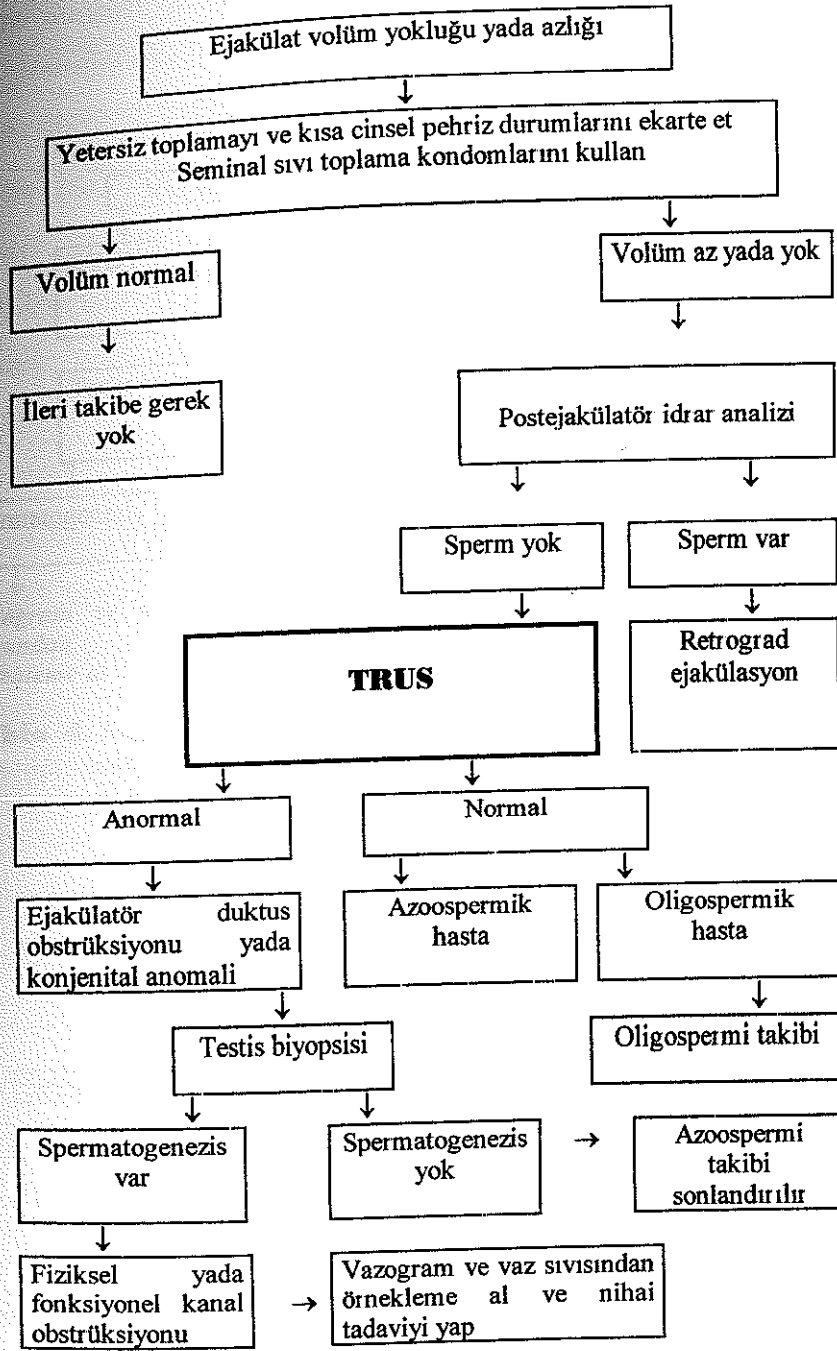 Ejakülat volüm yokluğu yada azlığı
↓
Yetersiz toplamayı ve kısa cinsel pehriz durumlarını ekarte et
Seminal sıvı toplama kondomlarını kullan
↓ ↓
Volüm normal
Volüm az yada yok
↓ ↓
İleri takibe gerek
yok
Postejakülatör idrar analizi
↓ ↓
Sperm yok
Sperm var
↓ ↓
TRUS
Retrograd
ejakülasyon
↓ ↓
Anormal
Normal
↓ ↓ ↓
Ejakülatör duktus
obstrüksiyonu yada
konjenital anomali
Azoospermik
hasta
Oligospermik
hasta
↓ ↓
Testis biyopsisi
Oligospermi takibi
↓ ↓
Spermatogenezis
var
Spermatogenezis
yok
→
Azoospermi
takibi
sonlandırılır
↓
Fiziksel yada
fonksiyonel kanal
obstrüksiyonu
→
Vazogram ve vaz sıvısından
örnekleme al ve nihai
tadaviyi yap